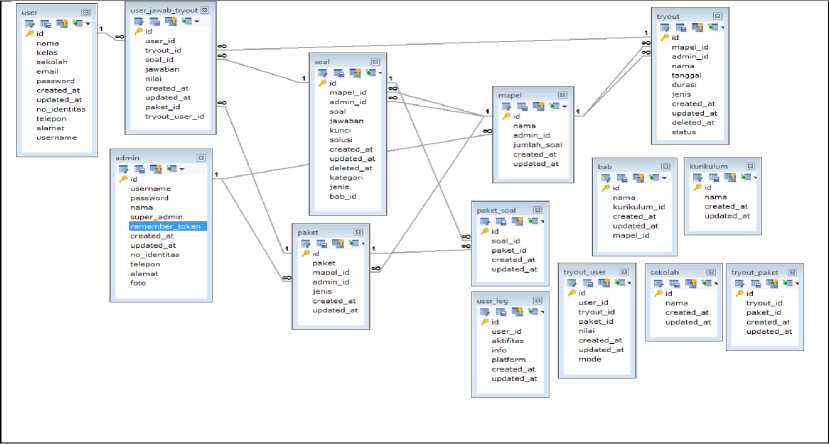 user
id
nama
kelas
sekolah
email
password
created_at
updated_at
no_identitas
telepon
alamat
username
user_jawab_tryout
id
user_id
tryout_id
soal_id
jawaban
nilai
created_at
updated_at
paket_id
tryout_user_id
soal
id
mapel_id
admin_id
soal
jawaban
kunci
solusi
created_at
updated_at
deleted_at
kategori
jenis
bab_id
mapel
id
nama
admin_id
jumlah_soal
created_at
updated_at
tryout
id
mapel_id
admin_id
nama
tanggal
durasi
jenis
created_at
updated_at
deleted_at
status
admin
id
username
password
nama
super_admin
remember_token
created_at
updated_at
no_identitas
telepon
alamat
foto
paket
id
paket
mapel_id
admin_id
jenis
created_at
updated_at
paket_soal
id
soal_id
paket_id
created_at
updated_at
bab
id
nama
kurikulum_id
created_at
updated_at
mapel_id
kurikulum
id
nama
created_at
updated_at
user_log
id
user_id
aktifitas
info
platform
created_at
updated_at
tryout_user
id
user_id
tryout_id
paket_id
nilai
created_at
updated_at
mode
sekolah
id
nama
created_at
updated_at
tryout_paket
id
tryout_id
paket_id
created_at
updated_at
1
1
1
1
1
1
1
1
1